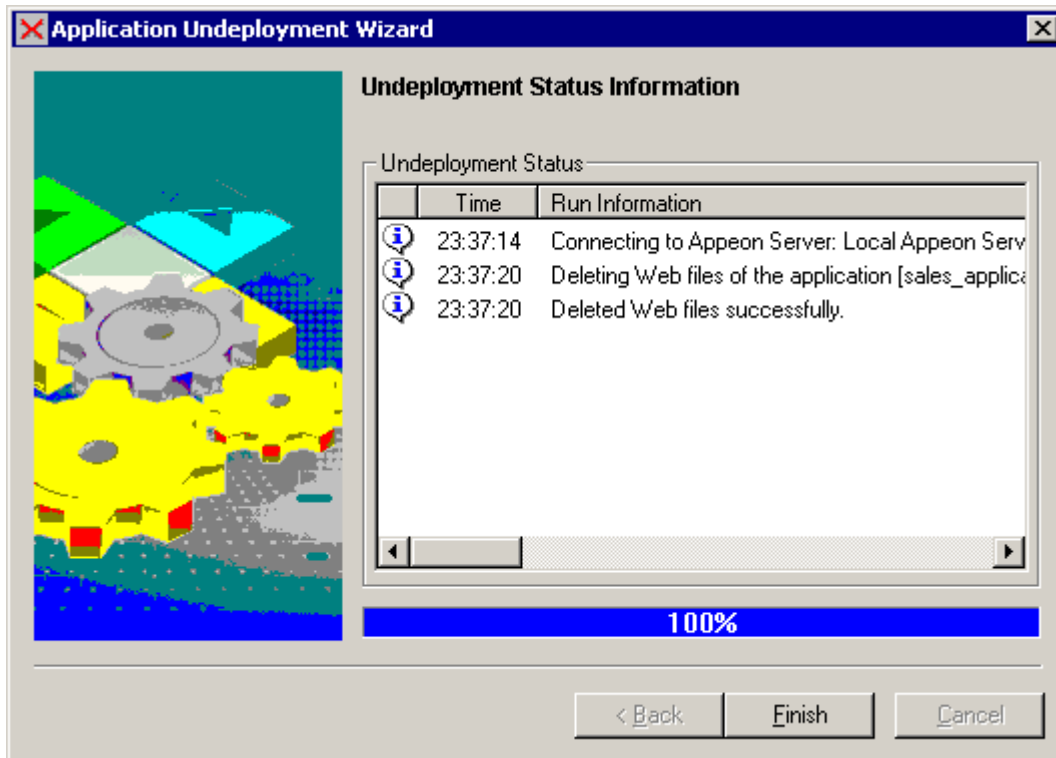 Application Undeployment Wizard
Undeployment Status Information
Undeployment Status
Time Run Information
23:37:14 Connecting to Appeon Server: Local Appeon Serv
23:37:20 Deleting Web files of the application [sales_applica
23:37:20 Deleted Web files successfully.
100%
< Back Finish Cancel